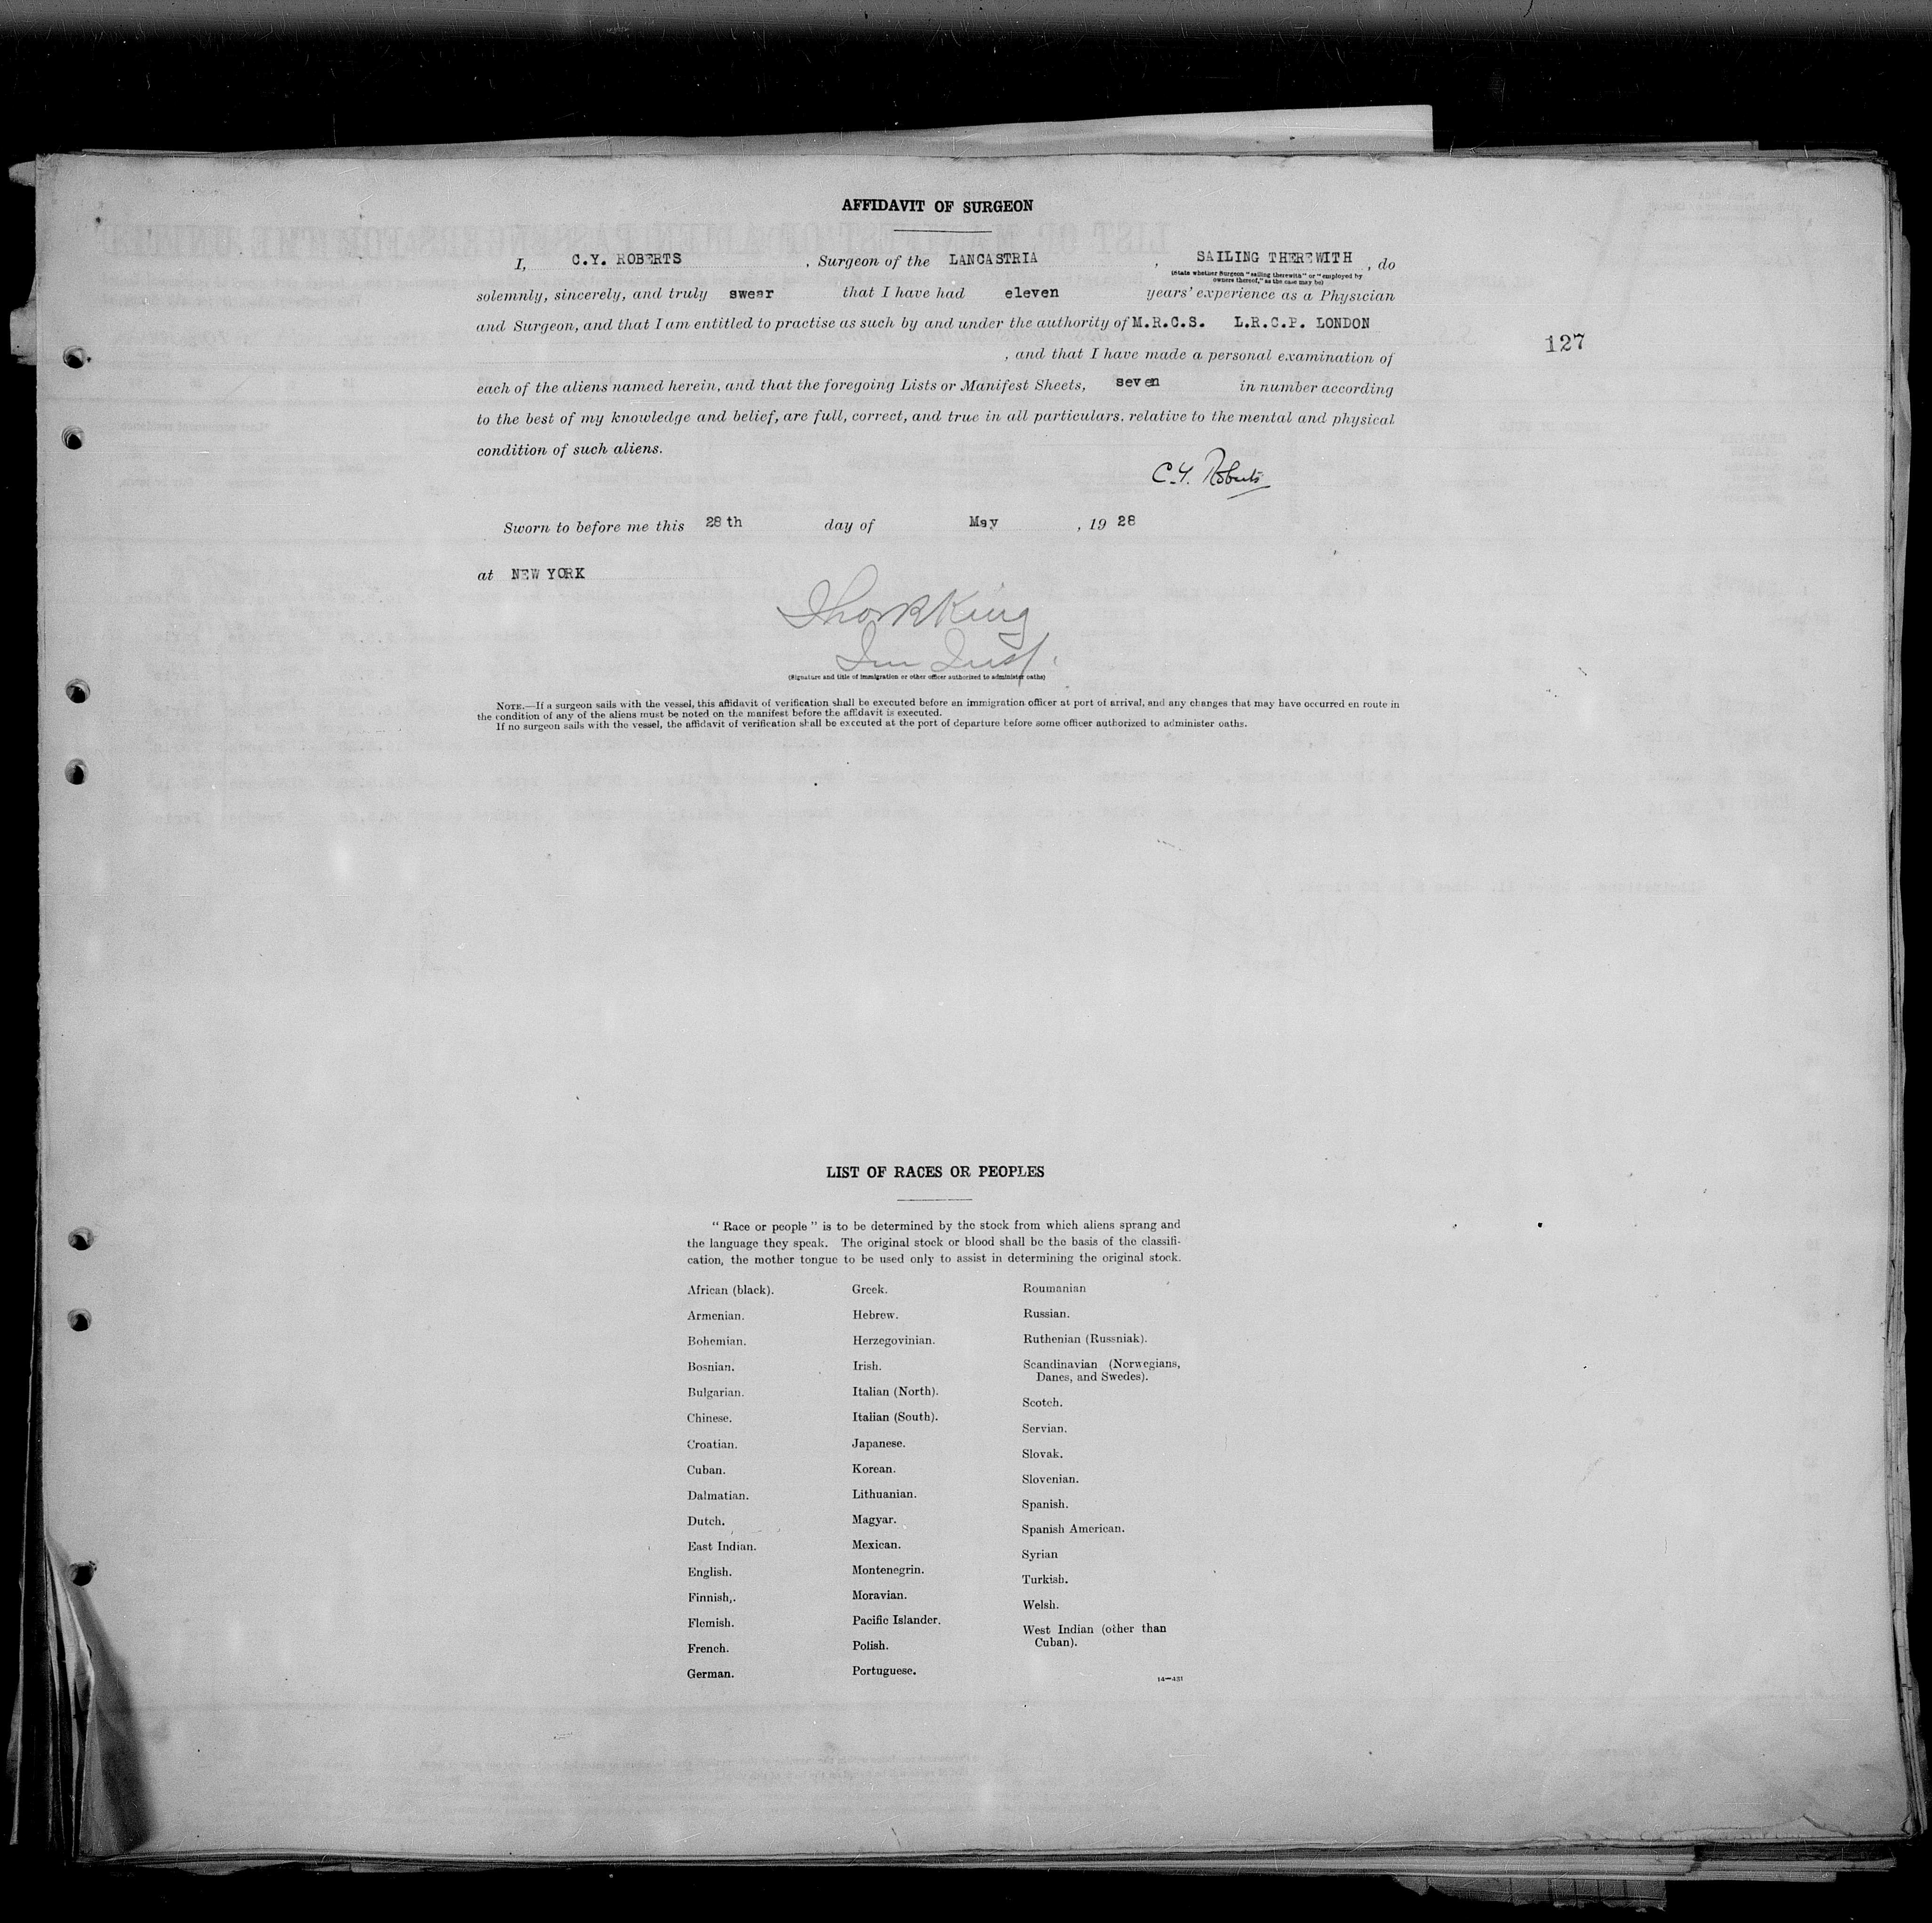 AFFIDAVIT OF SURGEON
I, C.Y. ROBERTS , Surgeon of the LANCASTRIA , SAILING THEREWITH , do
(State whether Surgeon "sailing therewith" or "employed by
owners thereof," as the case may be)
solemnly, sincerely, and truly swear that I have had eleven years' experience as a Physician
and Surgeon, and that I am entitled to practise as such by and under the authority of M.R.C.S. L.R.C.P. LONDON
127
, and that I have made a personal examination of
each of the aliens named herein, and that the foregoing Lists or Manifest Sheets, seven in number according
to the best of my knowledge and belief, are full, correct, and true in all particulars. relative to the mental and physical
condition of such aliens.
C.Y. Roberts
Sworn to before me this 28th day of May , 19 28
at NEW YORK
King
Im Insp.
(Signature and title of immigration or other officer authorized to administer oaths)
NOTE.—If a surgeon sails with the vessel, this affidavit of verification shall be executed before an immigration officer at port of arrival, and any changes that may have occurred en route in
the condition of any of the aliens must be noted on the manifest before the affidavit is executed.
If no surgeon sails with the vessel, the affidavit of verification shall be executed at the port of departure before some officer authorized to administer oaths.
LIST OF RACES OR PEOPLES
"Race or people" is to be determined by the stock from which aliens sprang and
the language they speak. The original stock or blood shall be the basis of the classifi-
cation, the mother tongue to be used only to assist in determining the original stock.
African (black).
Armenian.
Bohemian.
Bosnian.
Bulgarian.
Chinese.
Croatian.
Cuban.
Dalmatian.
Dutch.
East Indian.
English.
Finnish,.
Flemish.
French.
German.
Greek.
Hebrew.
Herzegovinian.
Irish.
Italian (North).
Italian (South).
Japanese.
Korean.
Lithuanian.
Magyar.
Mexican.
Montenegrin.
Moravian.
Pacific Islander.
Polish.
Portuguese.
Roumanian
Russian.
Ruthenian (Russniak).
Scandinavian (Norwegians,
Danes, and Swedes).
Scotch.
Servian.
Slovak.
Slovenian.
Spanish.
Spanish American.
Syrian
Turkish.
Welsh.
West Indian (other than
Cuban).
14—431